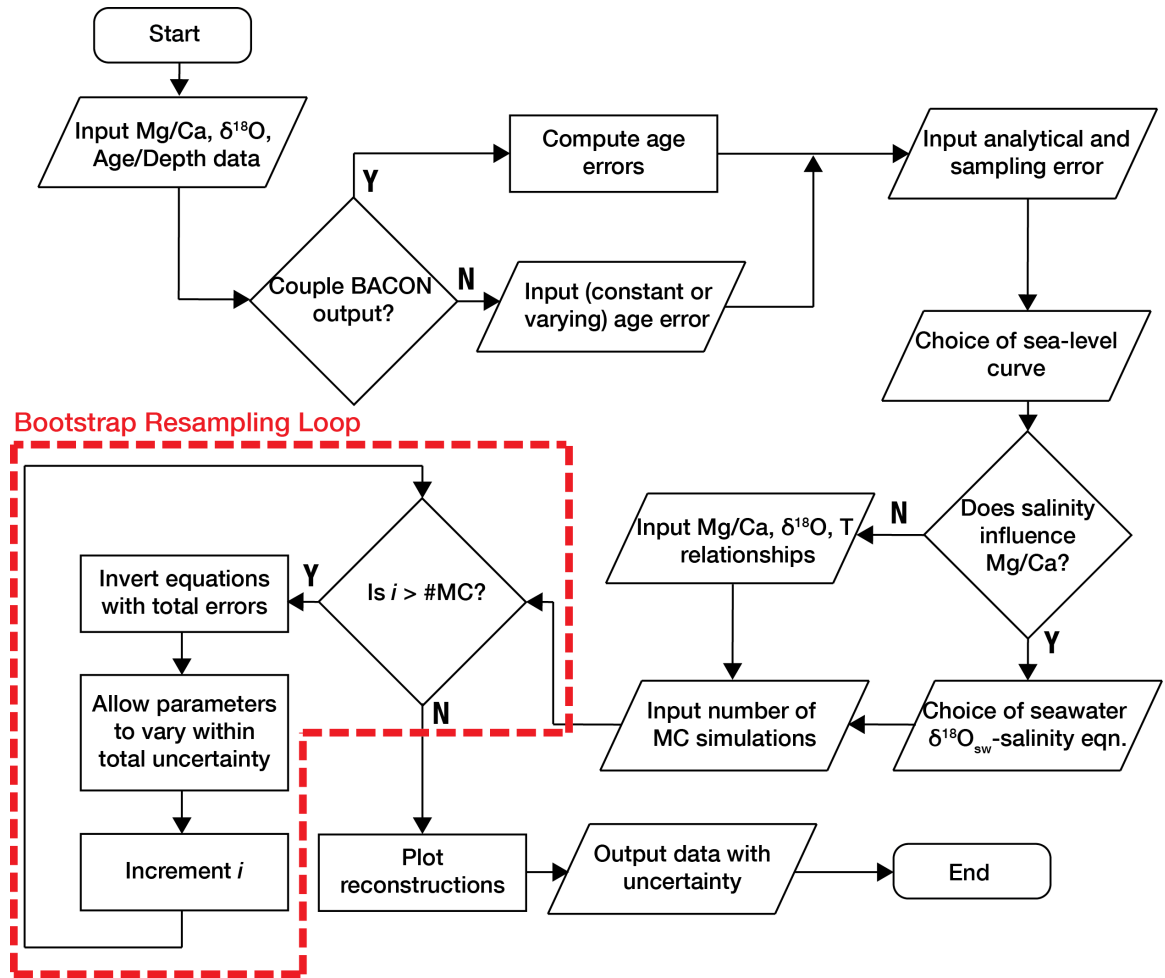 Start
Input Mg/Ca, δ¹⁸O,
Age/Depth data
Couple BACON
output?
Y
N
Compute age
errors
Input (constant or
varying) age error
Input analytical and
sampling error
Choice of sea-level
curve
Does salinity
influence
Mg/Ca?
N
Y
Input Mg/Ca, δ¹⁸O, T
relationships
Choice of seawater
δ¹⁸Oₛw-salinity eqn.
Input number of
MC simulations
Bootstrap Resampling Loop
Is i > #MC?
Y
N
Invert equations
with total errors
Allow parameters
to vary within
total uncertainty
Increment i
Plot
reconstructions
Output data with
uncertainty
End